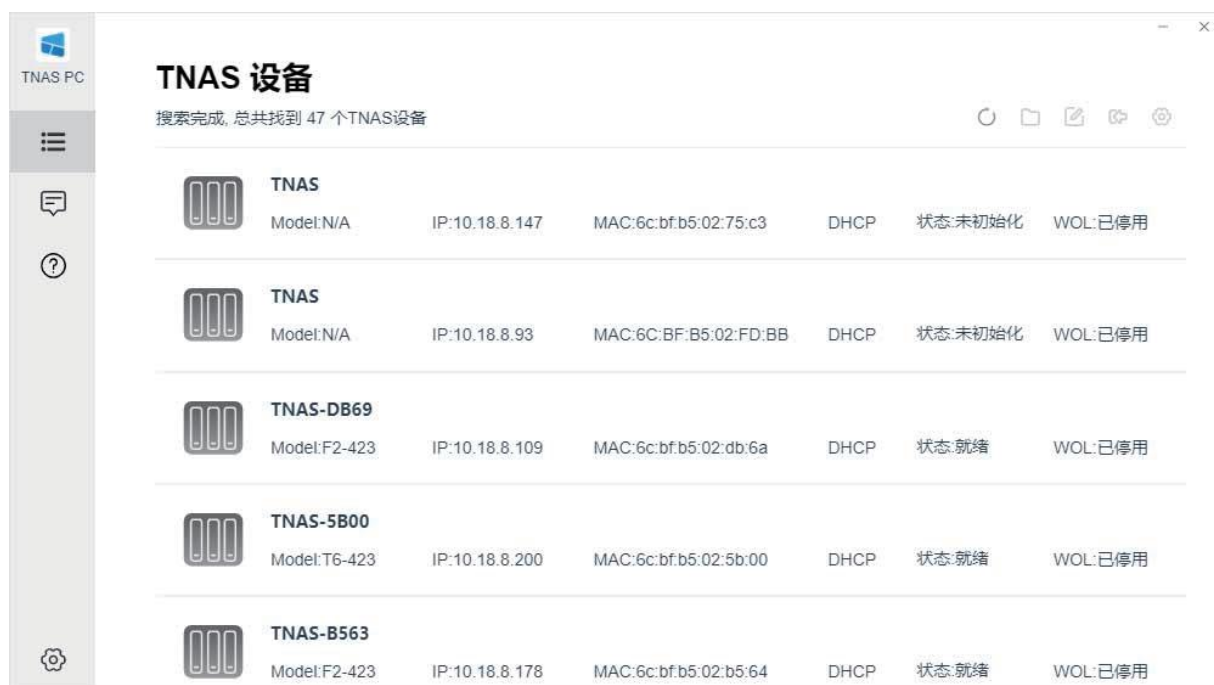 TNAS PC
TNAS 设备
搜索完成, 总共找到 47 个TNAS设备
TNAS
Model:N/A IP:10.18.8.147 MAC:6c:bf:b5:02:75:c3 DHCP 状态:未初始化 WOL:已停用
TNAS
Model:N/A IP:10.18.8.93 MAC:6C:BF:B5:02:FD:BB DHCP 状态:未初始化 WOL:已停用
TNAS-DB69
Model:F2-423 IP:10.18.8.109 MAC:6c:bf:b5:02:db:6a DHCP 状态:就绪 WOL:已停用
TNAS-5B00
Model:T6-423 IP:10.18.8.200 MAC:6c:bf:b5:02:5b:00 DHCP 状态:就绪 WOL:已停用
TNAS-B563
Model:F2-423 IP:10.18.8.178 MAC:6c:bf:b5:02:b5:64 DHCP 状态:就绪 WOL:已停用